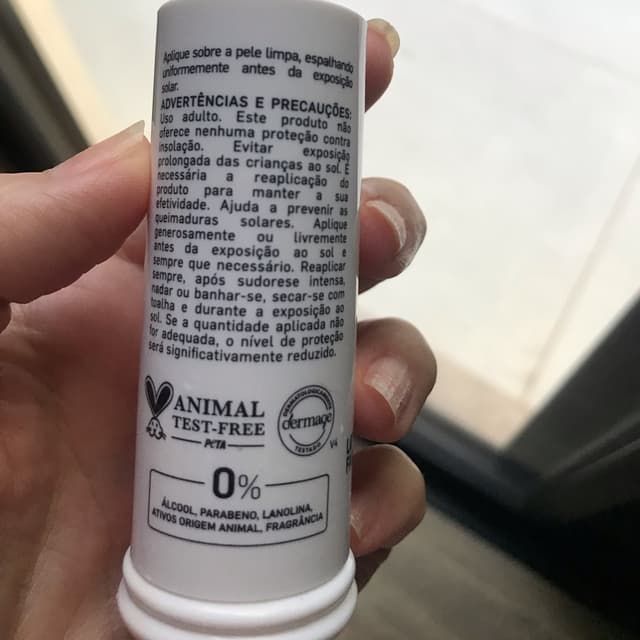 Aplique sobre a pele limpa, espalhando
uniformemente antes da exposição
solar.
ADVERTÊNCIAS E PRECAUÇÕES:
Uso adulto. Este produto não
oferece nenhuma proteção contra
insolação. Evitar exposição
prolongada das crianças ao sol. É
necessária a reaplicação do
produto para manter a sua
efetividade. Ajuda a prevenir as
queimaduras solares. Aplique
generosamente ou livremente
antes da exposição ao sol e
sempre que necessário. Reaplicar
sempre, após sudorese intensa,
nadar ou banhar-se, secar-se com
toalha e durante a exposição ao
sol. Se a quantidade aplicada não
for adequada, o nível de proteção
será significativamente reduzido.
ANIMAL
TEST-FREE
PETA
DERMATOLOGICAMENTE
dermage
TESTADO
V4
0%
ÁLCOOL, PARABENO, LANOLINA,
ATIVOS ORIGEM ANIMAL, FRAGRÂNCIA